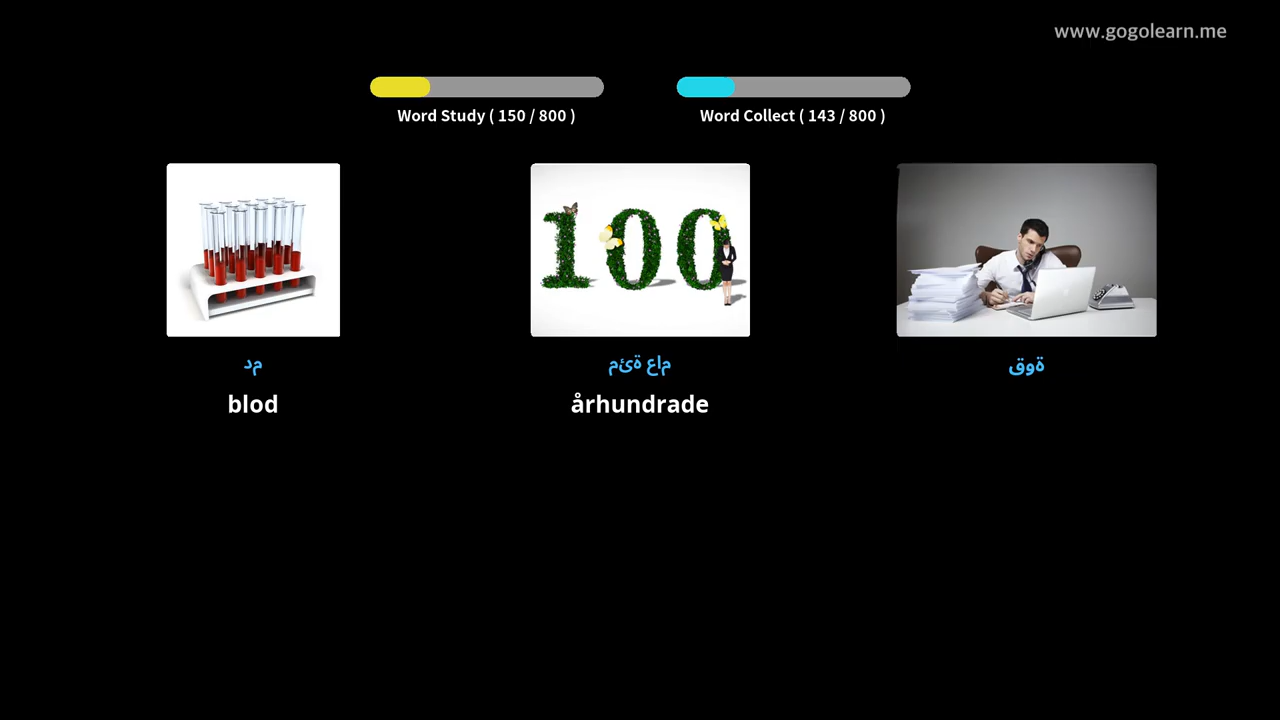 www.gogolearn.me
Word Study ( 150 / 800 )
Word Collect ( 143 / 800 )
مد
blod
ماع ةئم
århundrade
ةوق